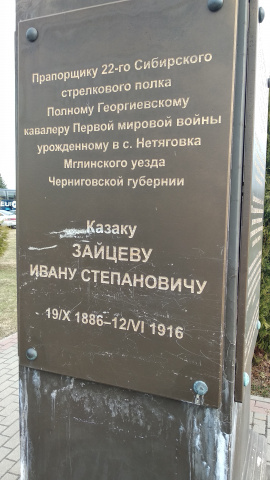 Прапорщику 22-го Сибирского
стрелкового полка
Полному Георгиевскому
кавалеру Первой мировой войны
урожденному в с. Нетяговка
Мглинского уезда
Черниговской губернии
Казаку
ЗАЙЦЕВУ
ИВАНУ СТЕПАНОВИЧУ
19/X 1886–12/VI 1916